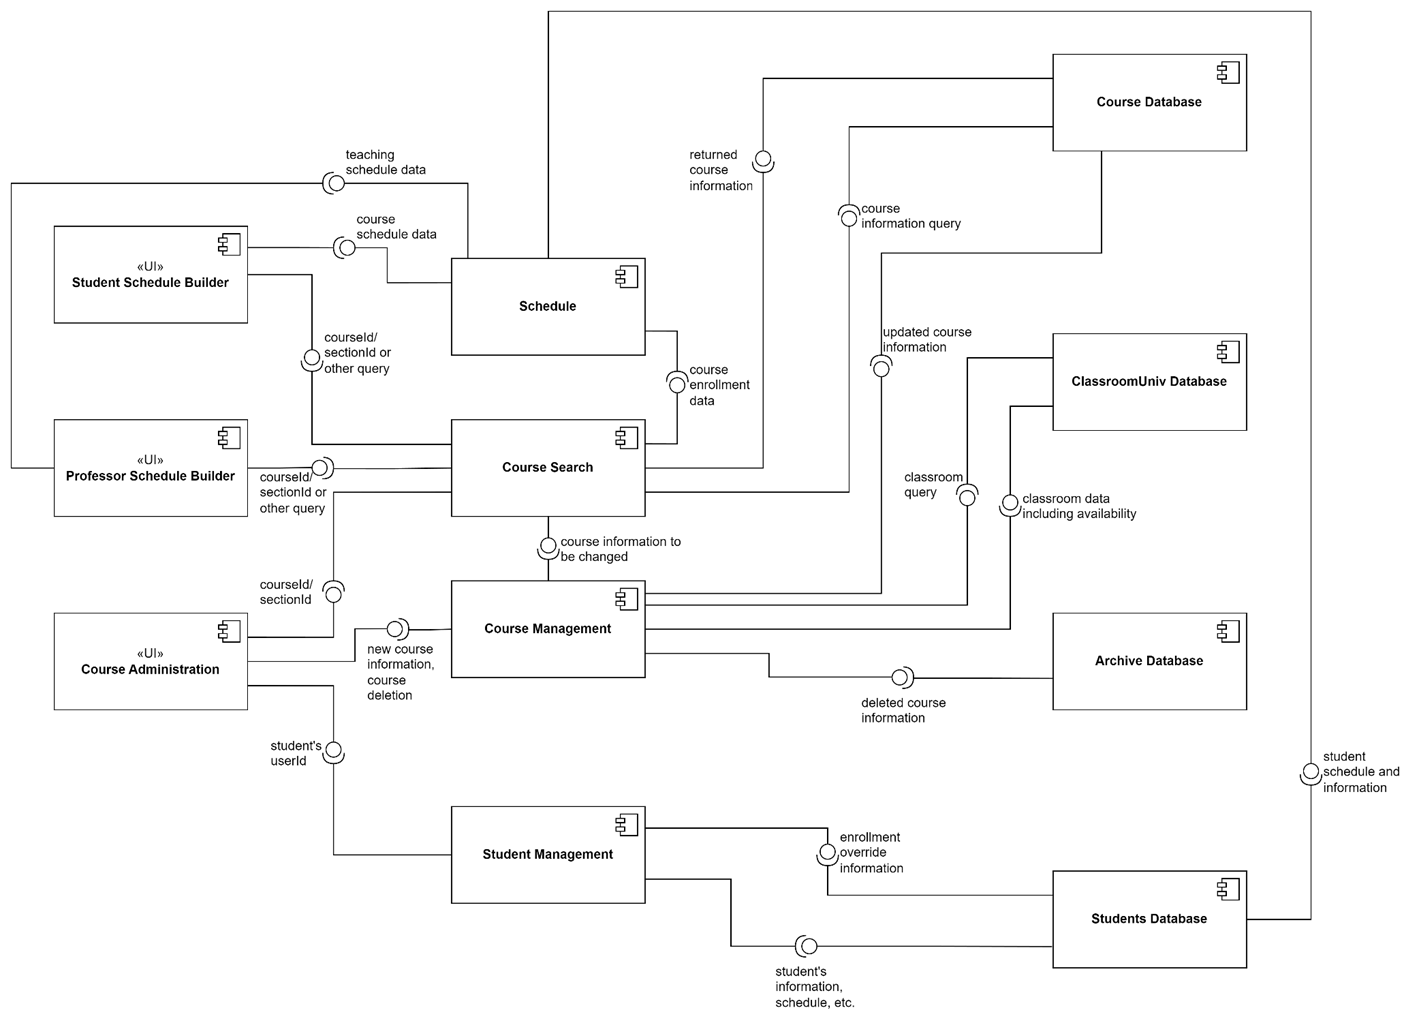 Course Database
teaching
schedule data
returned
course
information
course
information query
course
schedule data
«UI»
Student Schedule Builder
Schedule
courseId/
sectionId or
other query
updated course
information
course
enrollment
data
ClassroomUniv Database
«UI»
Professor Schedule Builder
courseId/
sectionId or
other query
Course Search
classroom
query
classroom data
including availability
course information to
be changed
courseId/
sectionId
«UI»
Course Administration
new course
information,
course
deletion
Course Management
Archive Database
deleted course
information
student's
userId
student
schedule and
information
Student Management
enrollment
override
information
Students Database
student's
information,
schedule, etc.